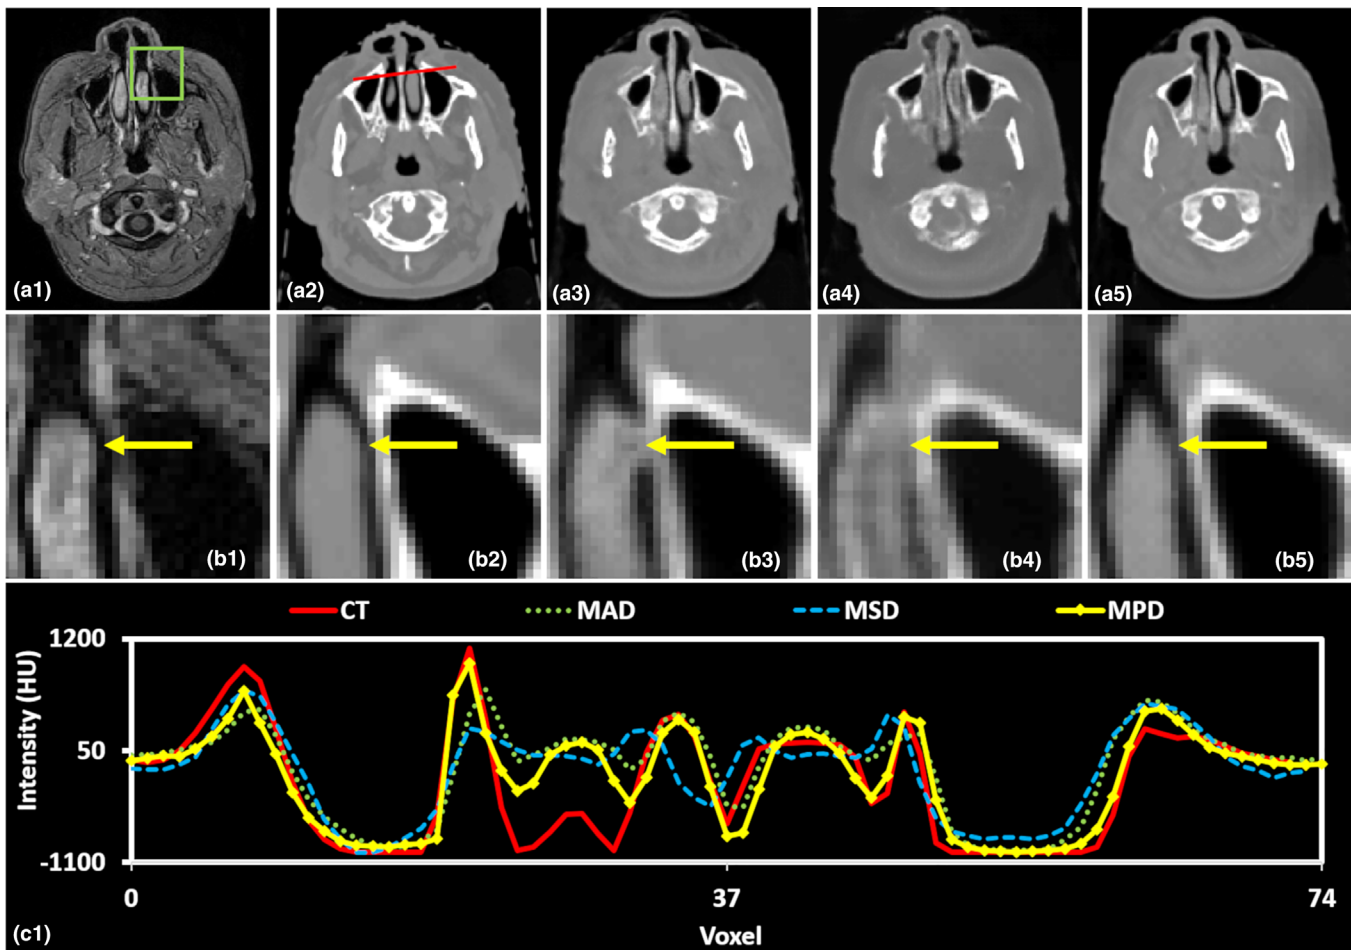 (a1)
(a2)
(a3)
(a4)
(a5)
(b1)
(b2)
(b3)
(b4)
(b5)
CT MAD MSD MPD
1200
50
-1100
Intensity (HU)
0 37 74
Voxel
(c1)